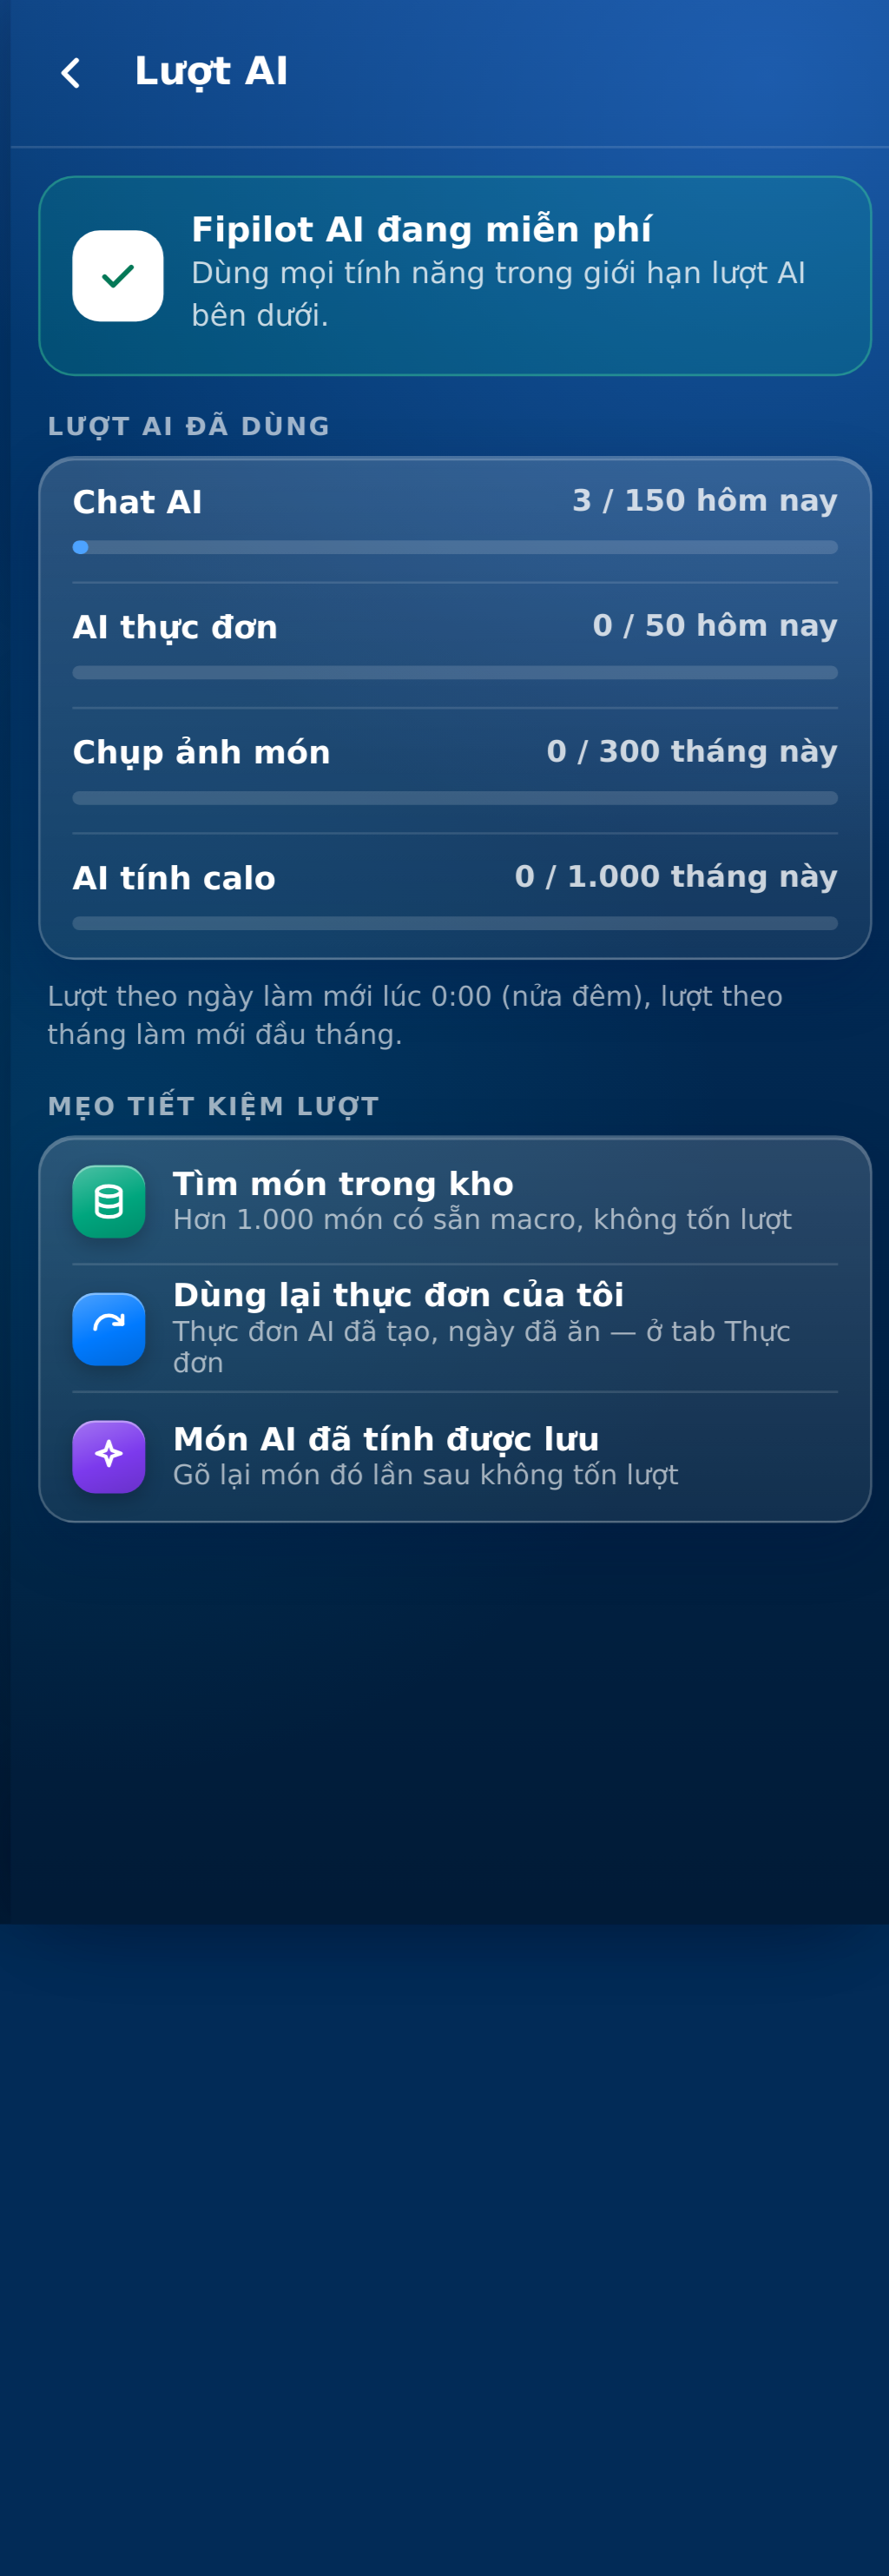 Lượt AI
Fipilot AI đang miễn phí
Dùng mọi tính năng trong giới hạn lượt AI
bên dưới.
LƯỢT AI ĐÃ DÙNG
Chat AI
3 / 150 hôm nay
AI thực đơn
0 / 50 hôm nay
Chụp ảnh món
0 / 300 tháng này
AI tính calo
0 / 1.000 tháng này
Lượt theo ngày làm mới lúc 0:00 (nửa đêm), lượt theo
tháng làm mới đầu tháng.
MẸO TIẾT KIỆM LƯỢT
Tìm món trong kho
Hơn 1.000 món có sẵn macro, không tốn lượt
Dùng lại thực đơn của tôi
Thực đơn AI đã tạo, ngày đã ăn — ở tab Thực
đơn
Món AI đã tính được lưu
Gõ lại món đó lần sau không tốn lượt